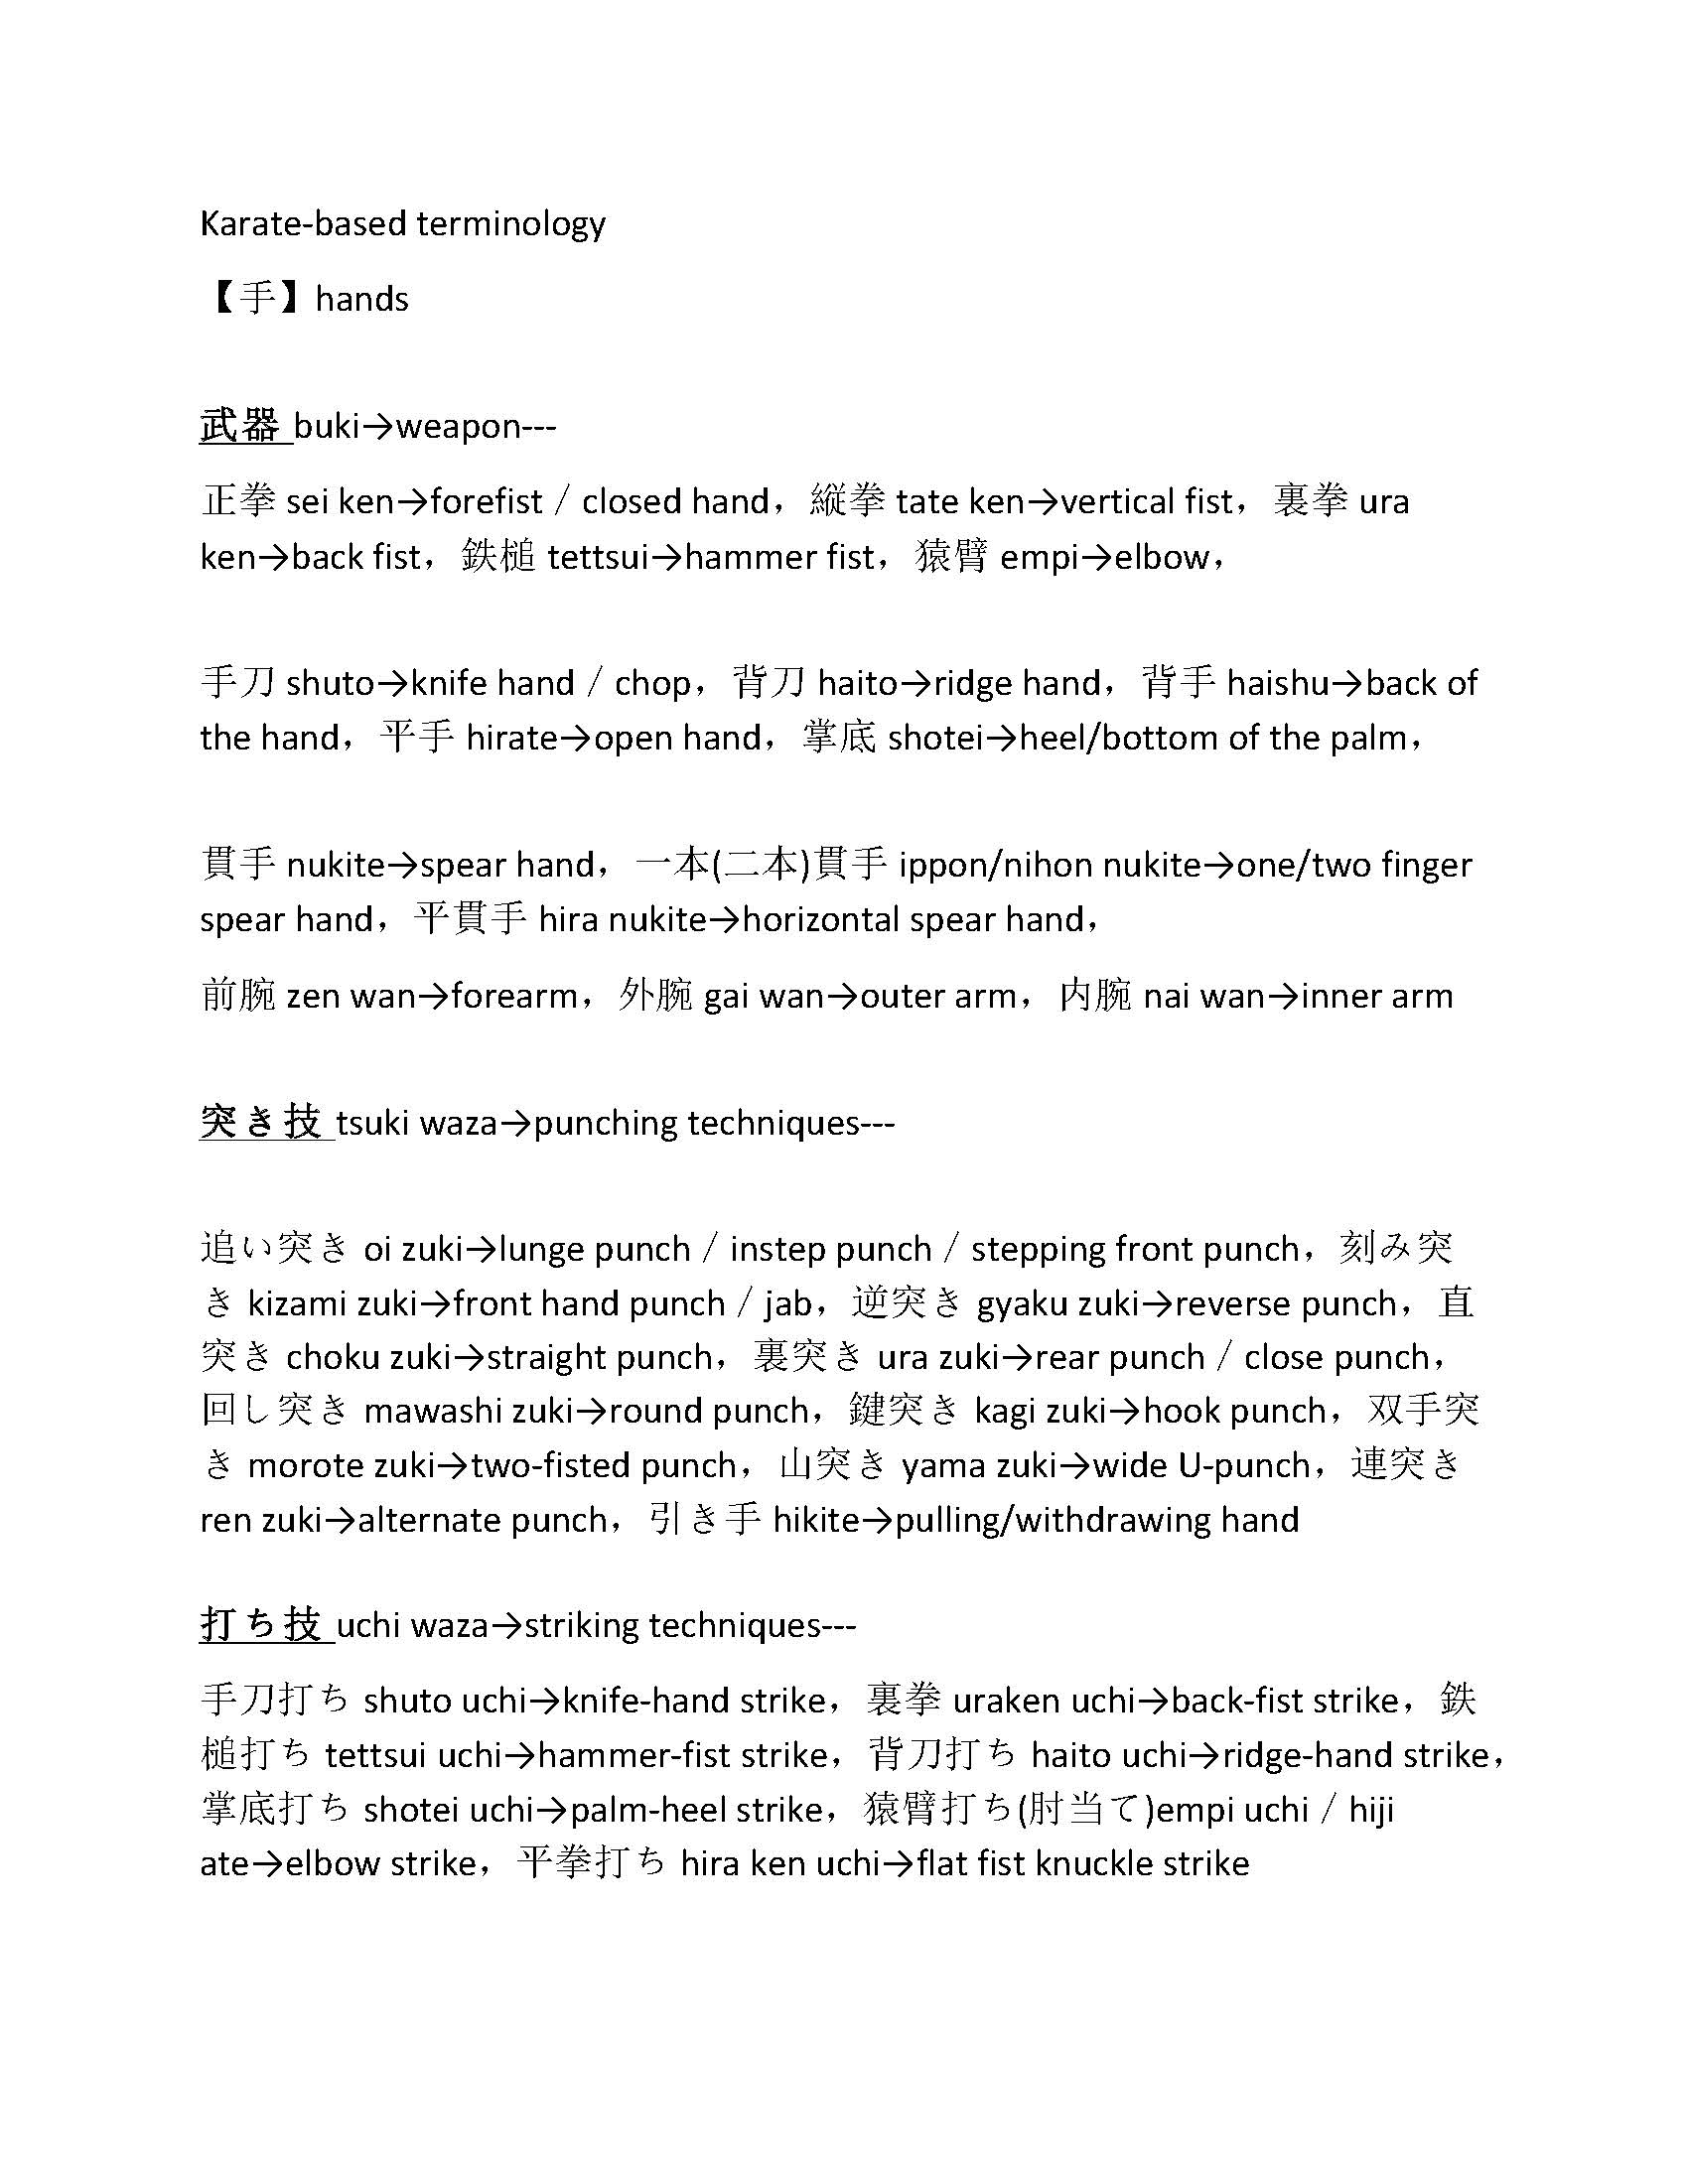 Karate-based terminology
【手】hands
武器 buki→weapon---
正拳 sei ken→forefist / closed hand，縦拳 tate ken→vertical fist，裏拳 ura
ken→back fist，鉄槌 tettsui→hammer fist，猿臂 empi→elbow，
手刀 shuto→knife hand / chop，背刀 haito→ridge hand，背手 haishu→back of
the hand，平手 hirate→open hand，掌底 shotei→heel/bottom of the palm，
貫手 nukite→spear hand，一本(二本)貫手 ippon/nihon nukite→one/two finger
spear hand，平貫手 hira nukite→horizontal spear hand，
前腕 zen wan→forearm，外腕 gai wan→outer arm，内腕 nai wan→inner arm
突き技 tsuki waza→punching techniques---
追い突き oi zuki→lunge punch / instep punch / stepping front punch，刻み突
き kizami zuki→front hand punch / jab，逆突き gyaku zuki→reverse punch，直
突き choku zuki→straight punch，裏突き ura zuki→rear punch / close punch，
回し突き mawashi zuki→round punch，鍵突き kagi zuki→hook punch，双手突
き morote zuki→two-fisted punch，山突き yama zuki→wide U-punch，連突き
ren zuki→alternate punch，引き手 hikite→pulling/withdrawing hand
打ち技 uchi waza→striking techniques---
手刀打ち shuto uchi→knife-hand strike，裏拳 uraken uchi→back-fist strike，鉄
槌打ち tettsui uchi→hammer-fist strike，背刀打ち haito uchi→ridge-hand strike，
掌底打ち shotei uchi→palm-heel strike，猿臂打ち(肘当て)empi uchi / hiji
ate→elbow strike，平拳打ち hira ken uchi→flat fist knuckle strike